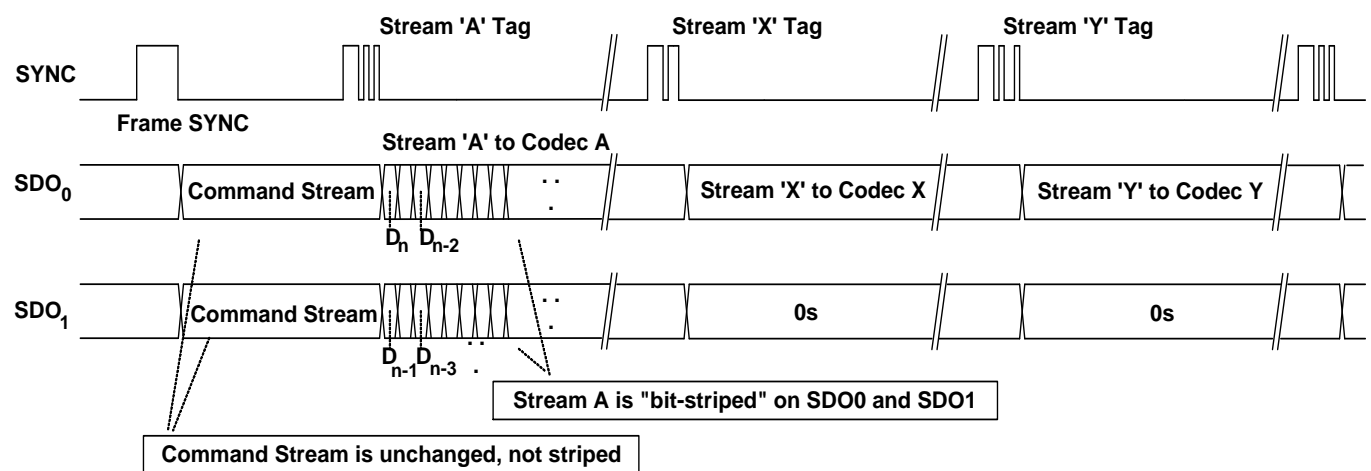 Stream 'A' Tag
Stream 'X' Tag
Stream 'Y' Tag
SYNC
Frame SYNC
Stream 'A' to Codec A
SDO0
Command Stream
. .
.
Stream 'X' to Codec X
Stream 'Y' to Codec Y
Dn
Dn-2
SDO1
Command Stream
. .
.
0s
0s
Dn-1
Dn-3
. .
.
Stream A is "bit-striped" on SDO0 and SDO1
Command Stream is unchanged, not striped